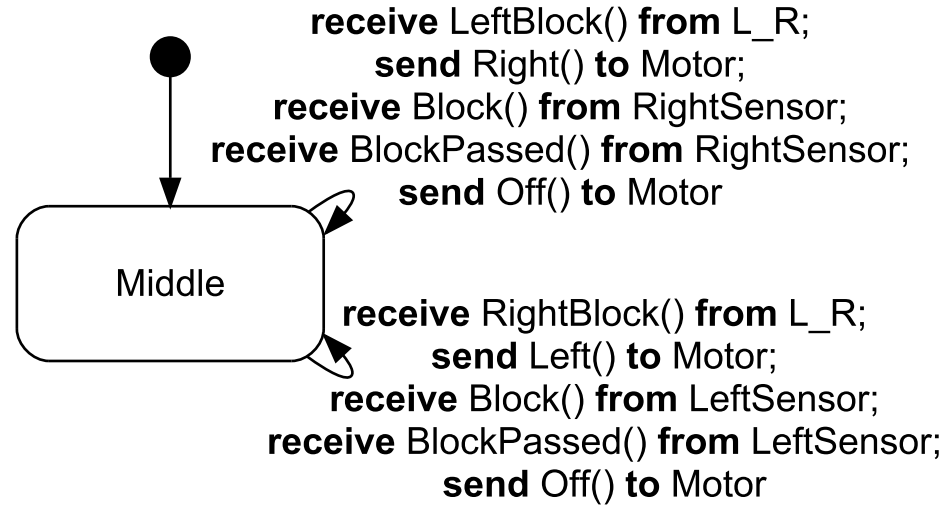 receive LeftBlock() from L_R;
send Right() to Motor;
receive Block() from RightSensor;
receive BlockPassed() from RightSensor;
send Off() to Motor
Middle
receive RightBlock() from L_R;
send Left() to Motor;
receive Block() from LeftSensor;
receive BlockPassed() from LeftSensor;
send Off() to Motor